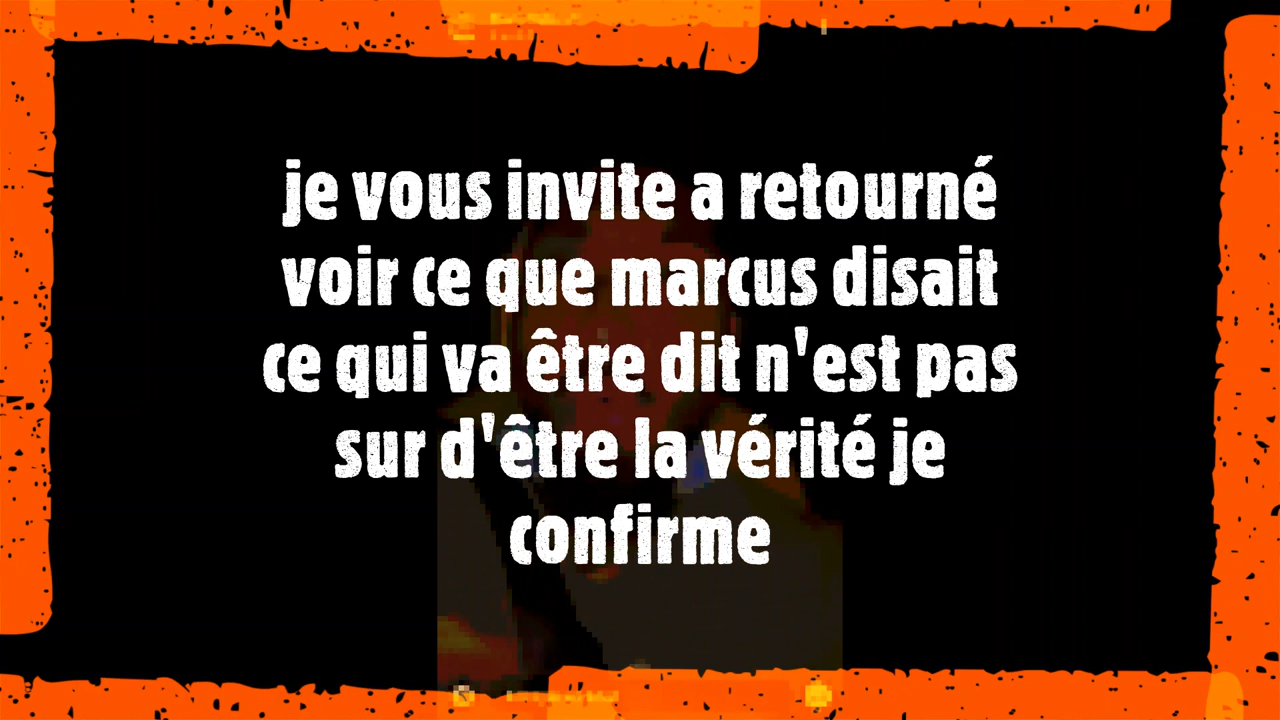 je vous invite a retourné
voir ce que marcus disait
ce qui va être dit n'est pas
sur d'être la vérité je
confirme